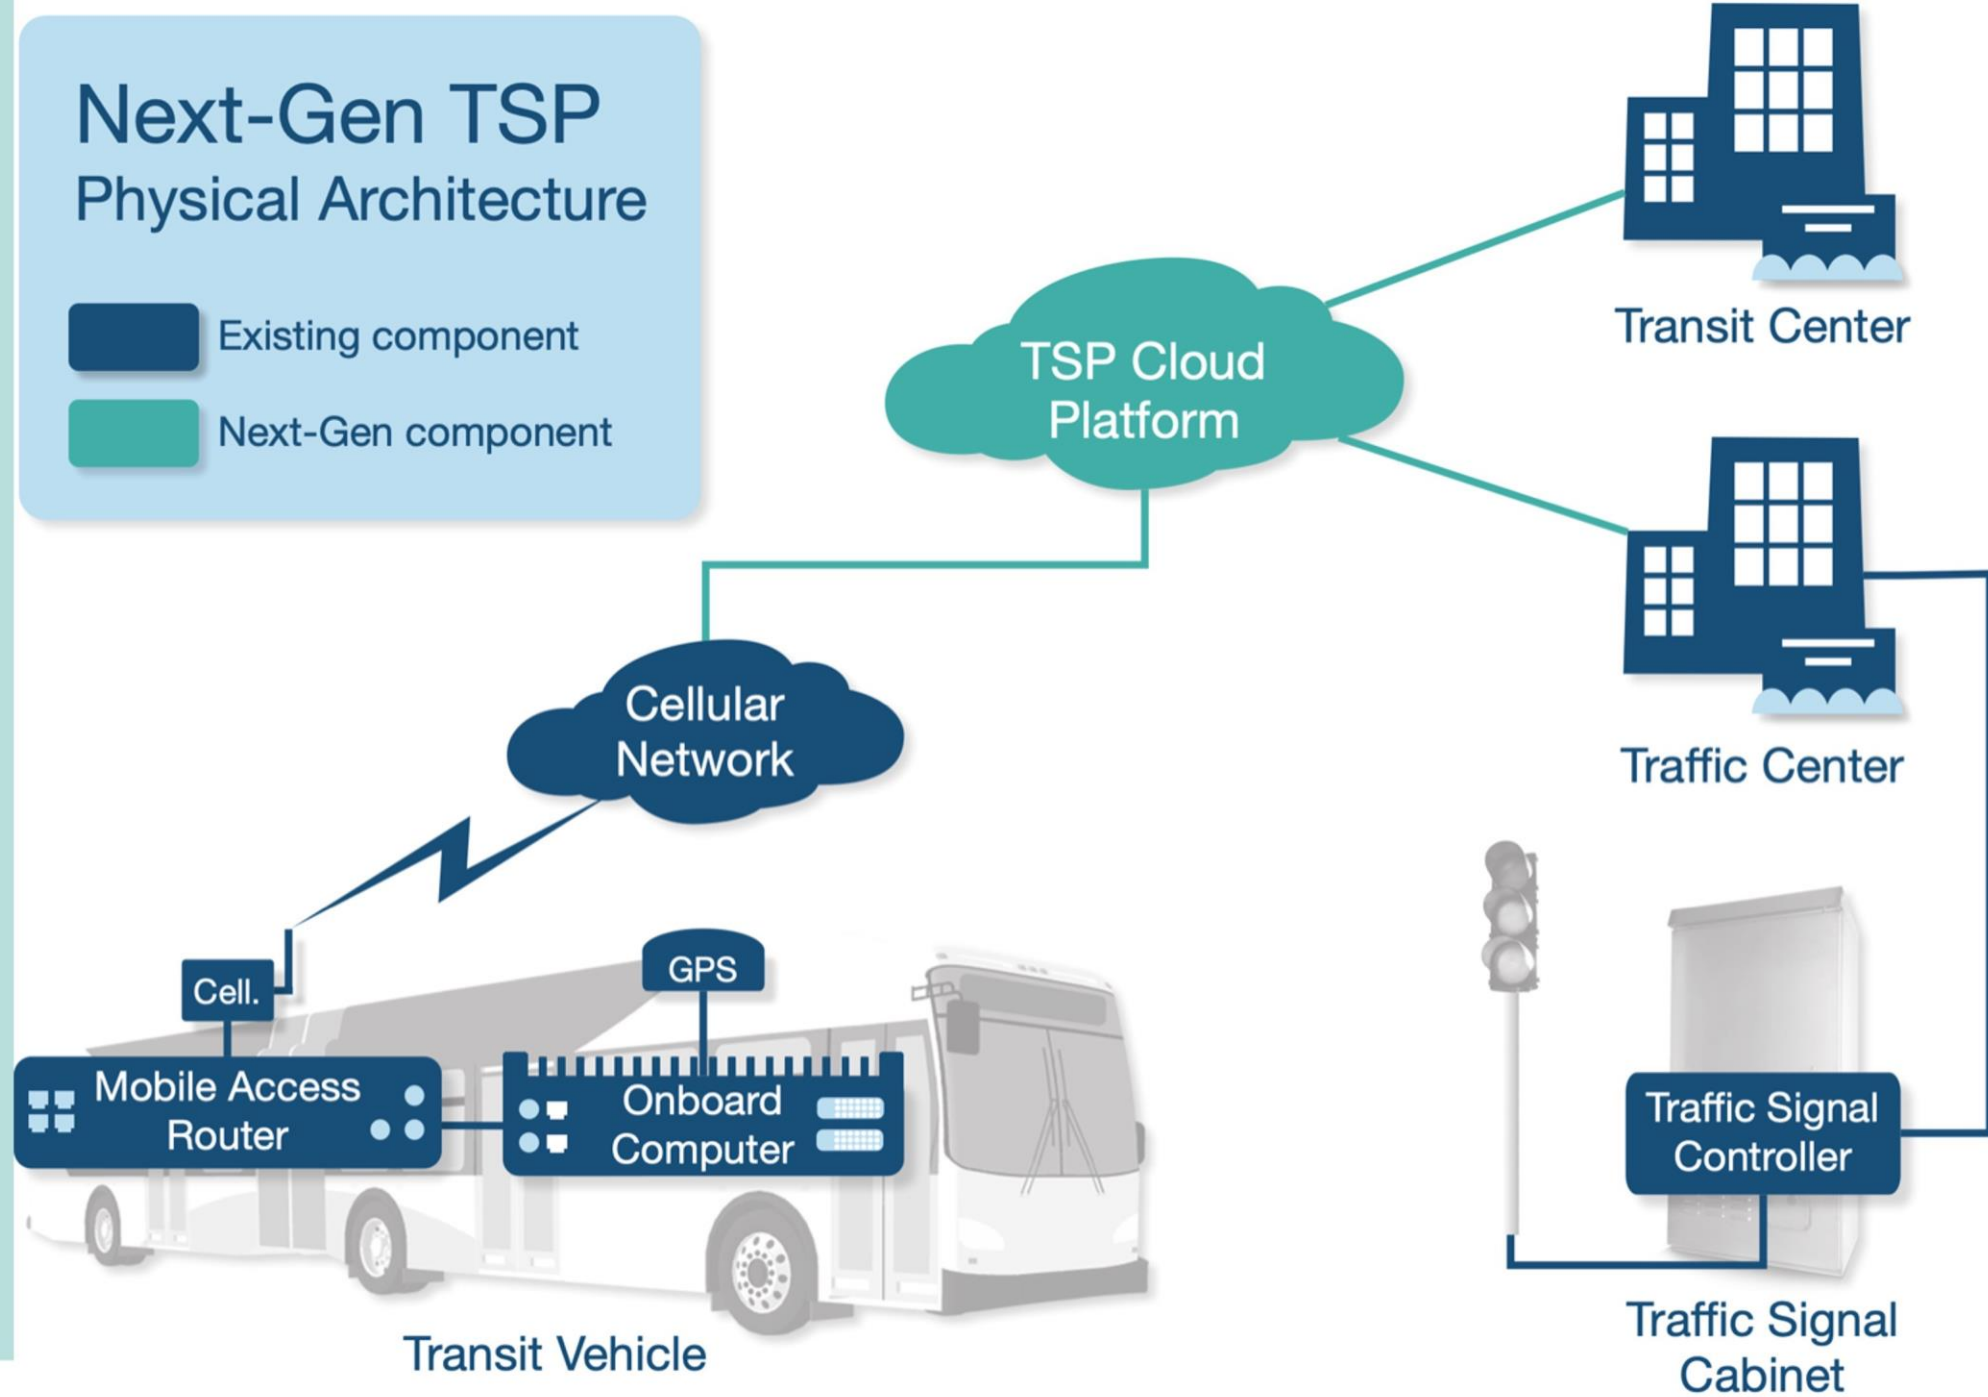 Next-Gen TSP
Physical Architecture
Existing component
Next-Gen component
TSP Cloud
Platform
Transit Center
Traffic Center
Cellular
Network
Cell.
GPS
Mobile Access
Router
Onboard
Computer
Transit Vehicle
Traffic Signal
Controller
Traffic Signal
Cabinet